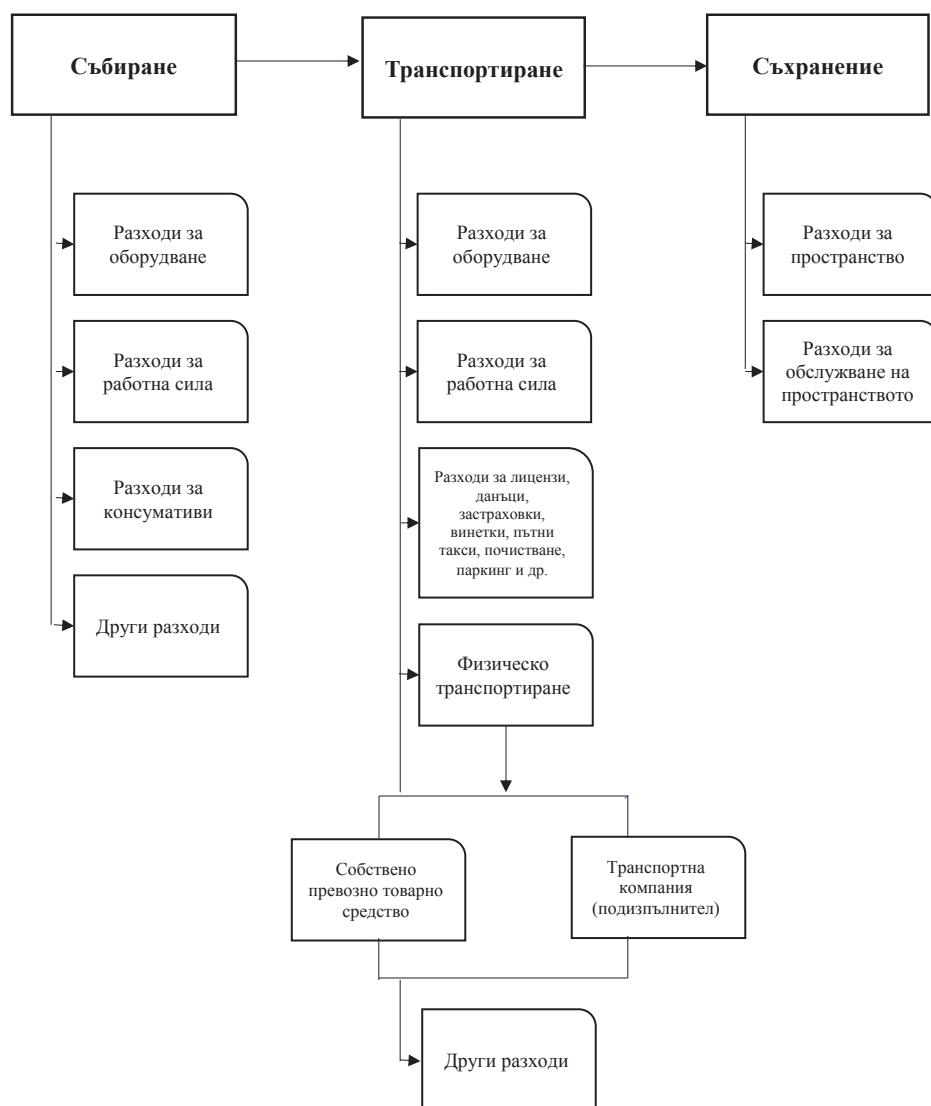 Събиране
Транспортиране
Съхранение
Разходи за
оборудване
Разходи за
работна сила
Разходи за
консумативи
Други разходи
Разходи за
оборудване
Разходи за
работна сила
Разходи за лицензи,
данъци,
застраховки,
винетки, пътни
такси, почистване,
паркинг и др.
Физическо
транспортиране
Собствено
превозно товарно
средство
Транспортна
компания
(подизпълнител)
Други разходи
Разходи за
пространство
Разходи за
обслужване на
пространството